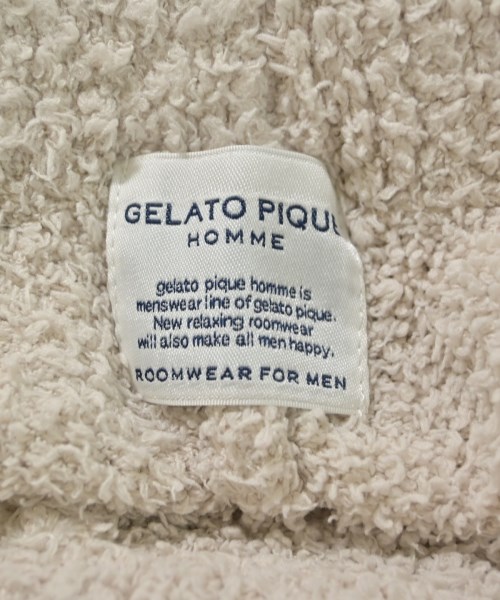 GELATO PIQUE
HOMME
gelato pique homme is
menswear line of gelato pique.
New relaxing roomwear
will also make all men happy.
ROOMWEAR FOR MEN